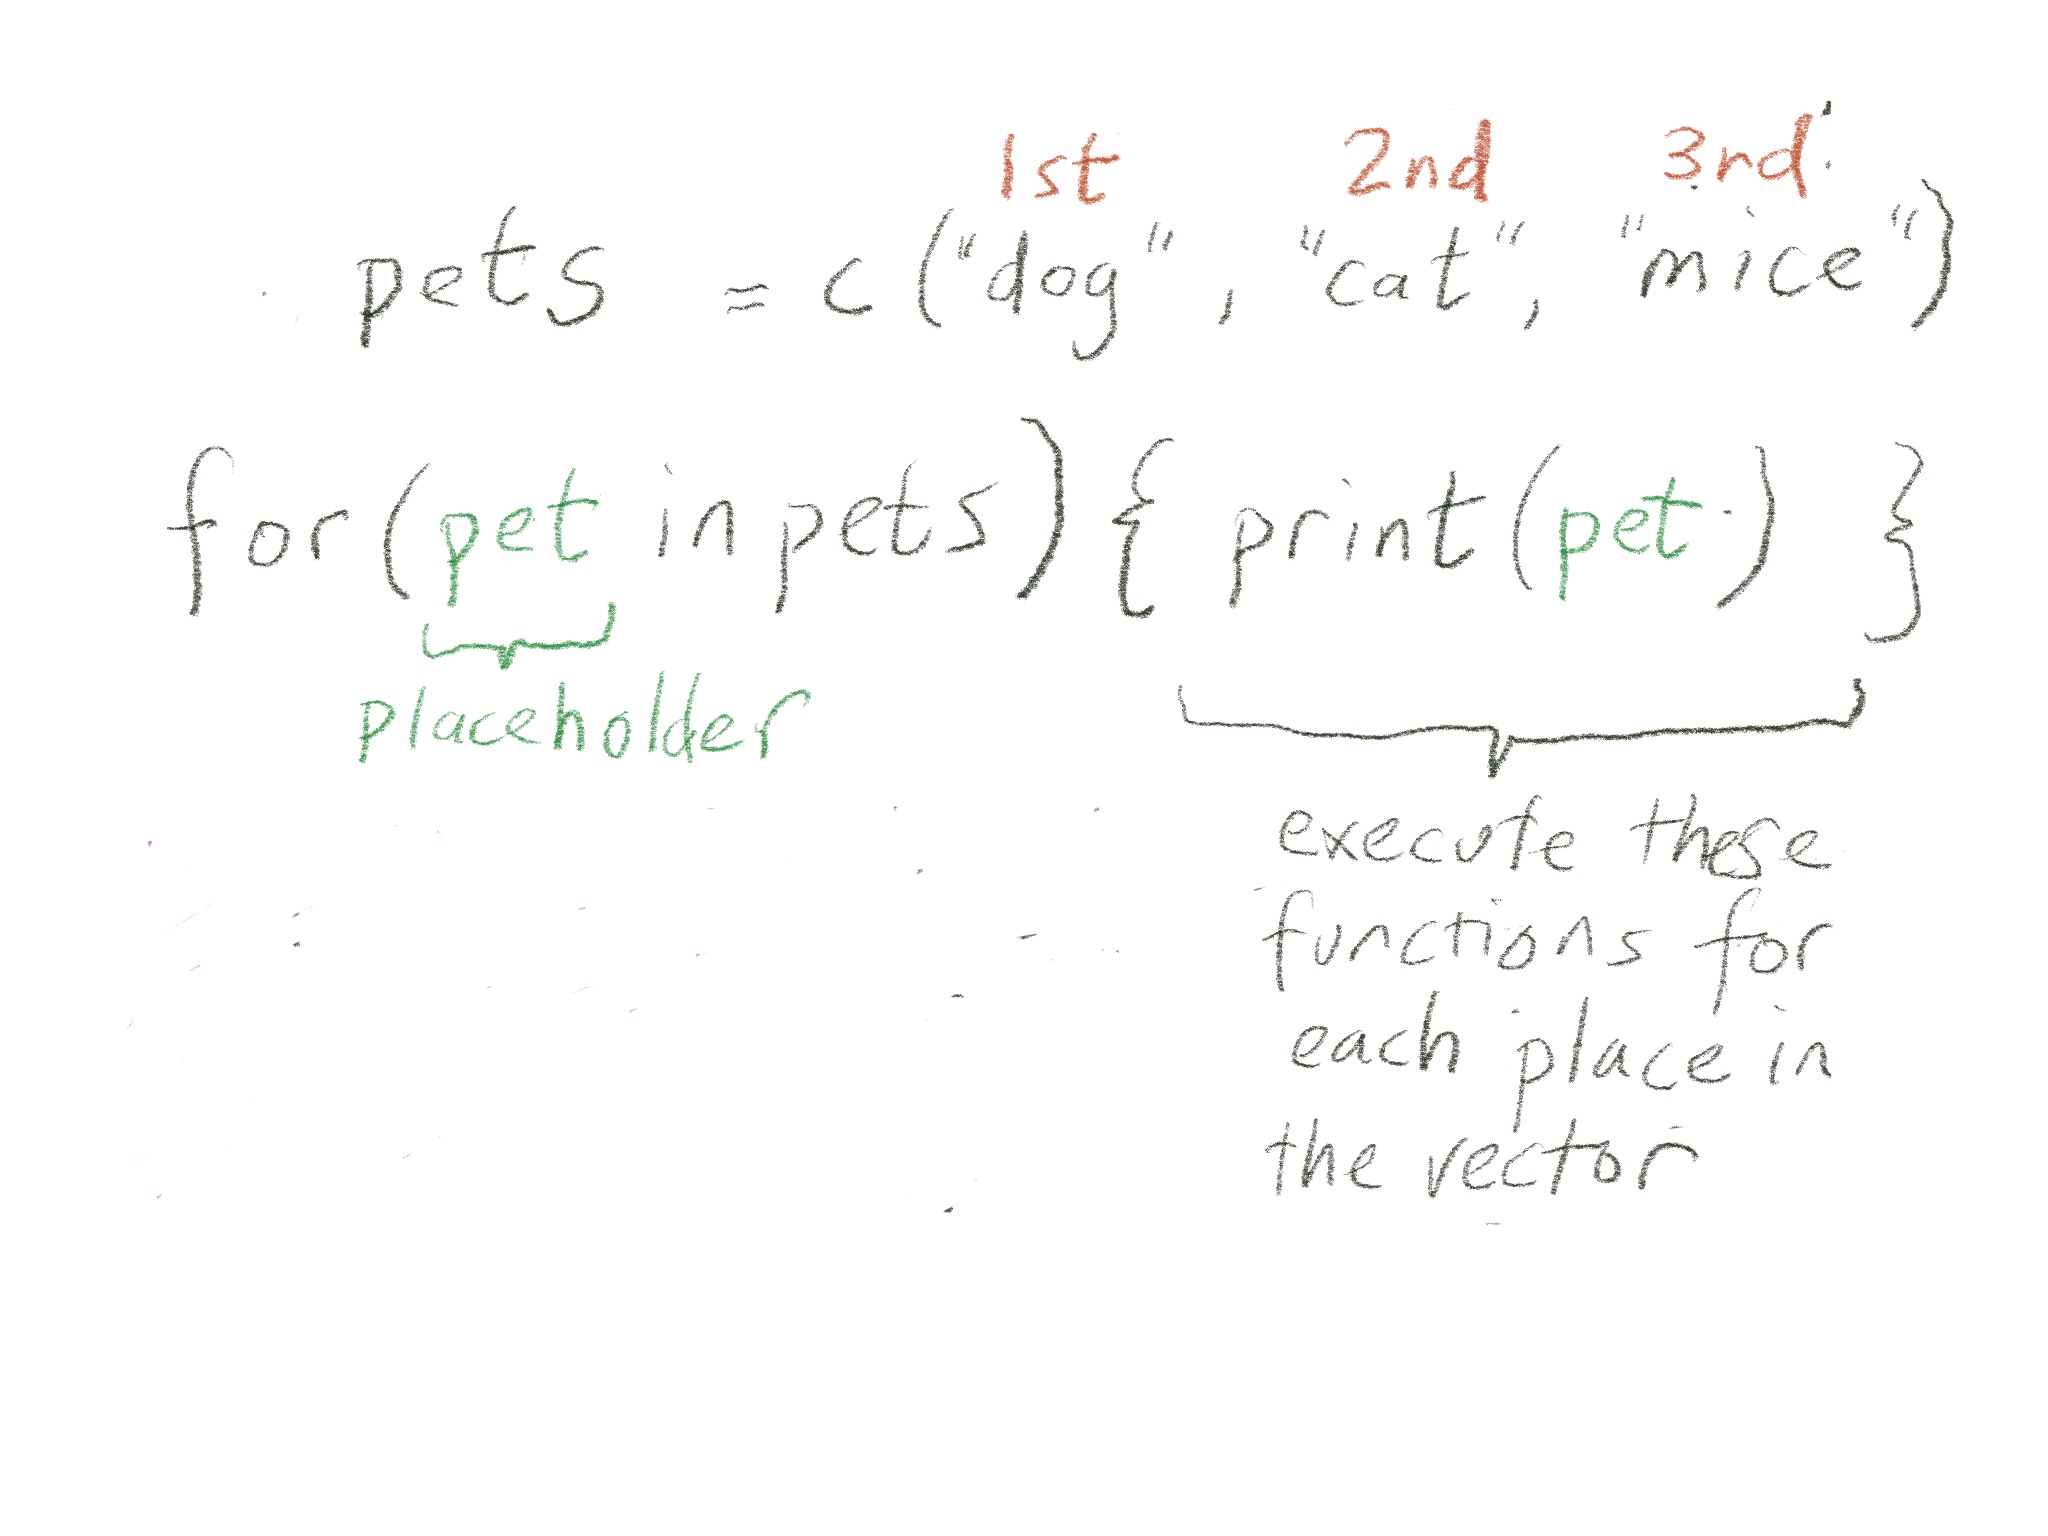 1st 2nd 3rd
pets = c("dog", "cat", "mice")
for(pet in pets){ print(pet) }
placeholder
execute these
functions for
each place in
the vector